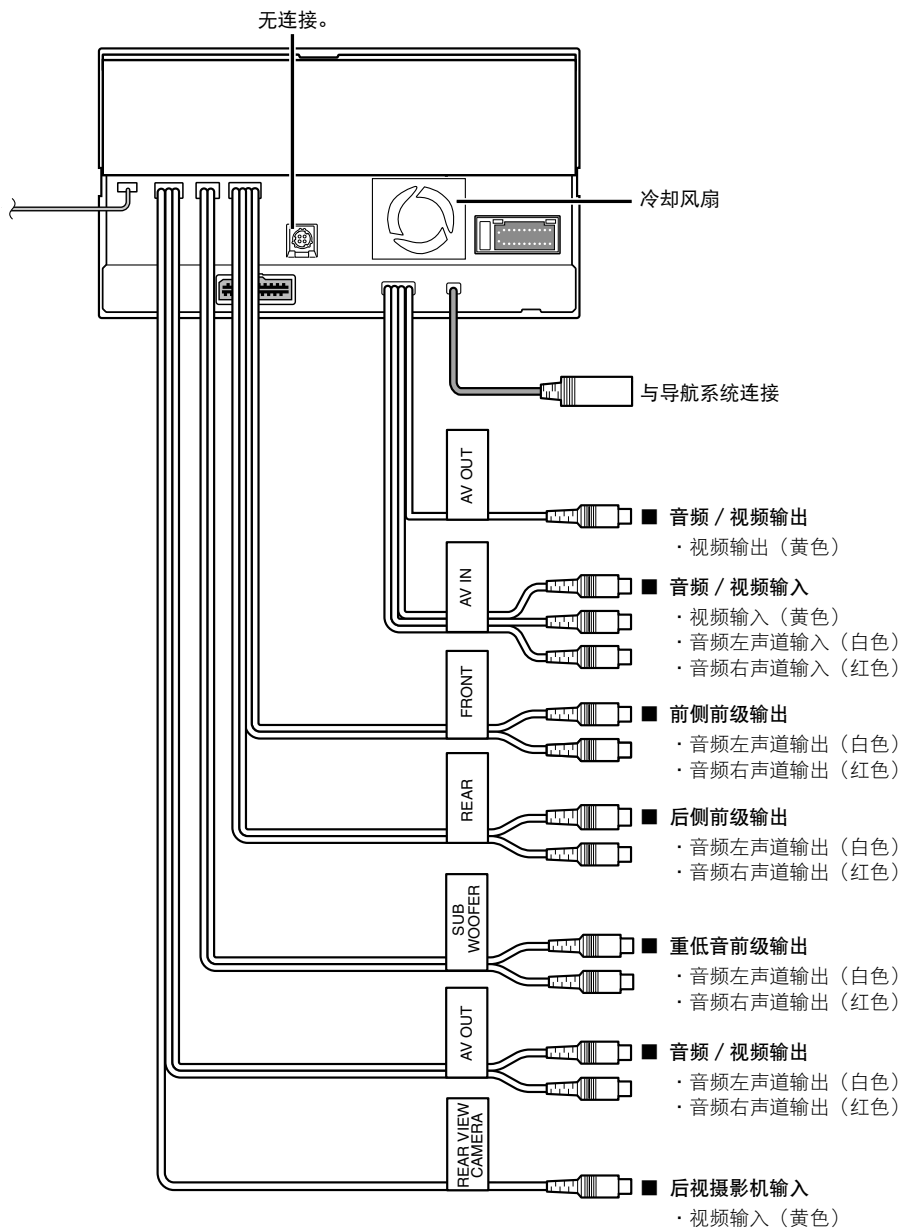 无连接。
冷却风扇
与导航系统连接
AV OUT
■ 音频 / 视频输出
・视频输出（黄色）
AV IN
■ 音频 / 视频输入
・视频输入（黄色）
・音频左声道输入（白色）
・音频右声道输入（红色）
FRONT
■ 前侧前级输出
・音频左声道输出（白色）
・音频右声道输出（红色）
REAR
■ 后侧前级输出
・音频左声道输出（白色）
・音频右声道输出（红色）
SUB
WOOFER
■ 重低音前级输出
・音频左声道输出（白色）
・音频右声道输出（红色）
AV OUT
■ 音频 / 视频输出
・音频左声道输出（白色）
・音频右声道输出（红色）
REAR VIEW
CAMERA
■ 后视摄影机输入
・视频输入（黄色）